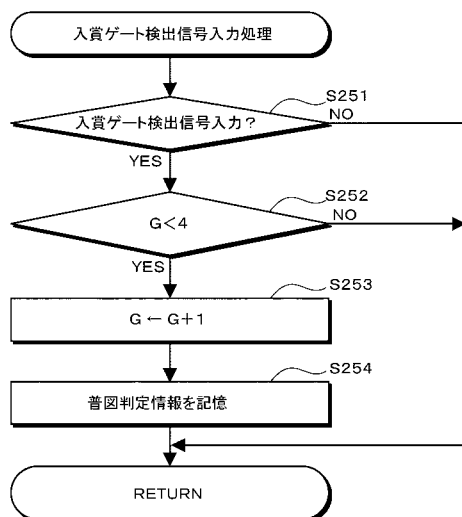 入賞ゲート検出信号入力処理
S251
入賞ゲート検出信号入力？
NO
YES
S252
G＜4
NO
YES
S253
G ← G＋1
S254
普図判定情報を記憶
RETURN